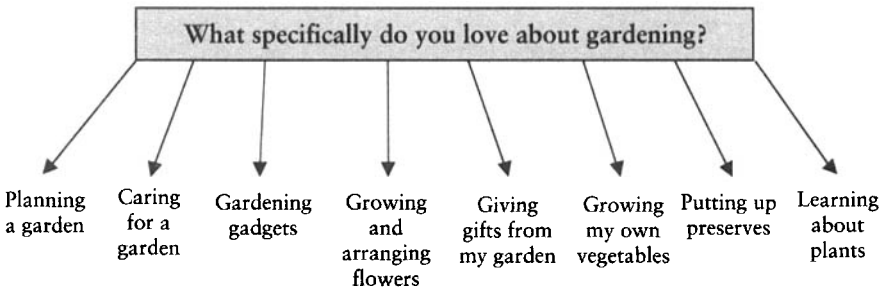 What specifically do you love about gardening?
Planning
a garden
Caring
for a
garden
Gardening
gadgets
Growing
and
arranging
flowers
Giving
gifts from
my garden
Growing
my own
vegetables
Putting up
preserves
Learning
about
plants